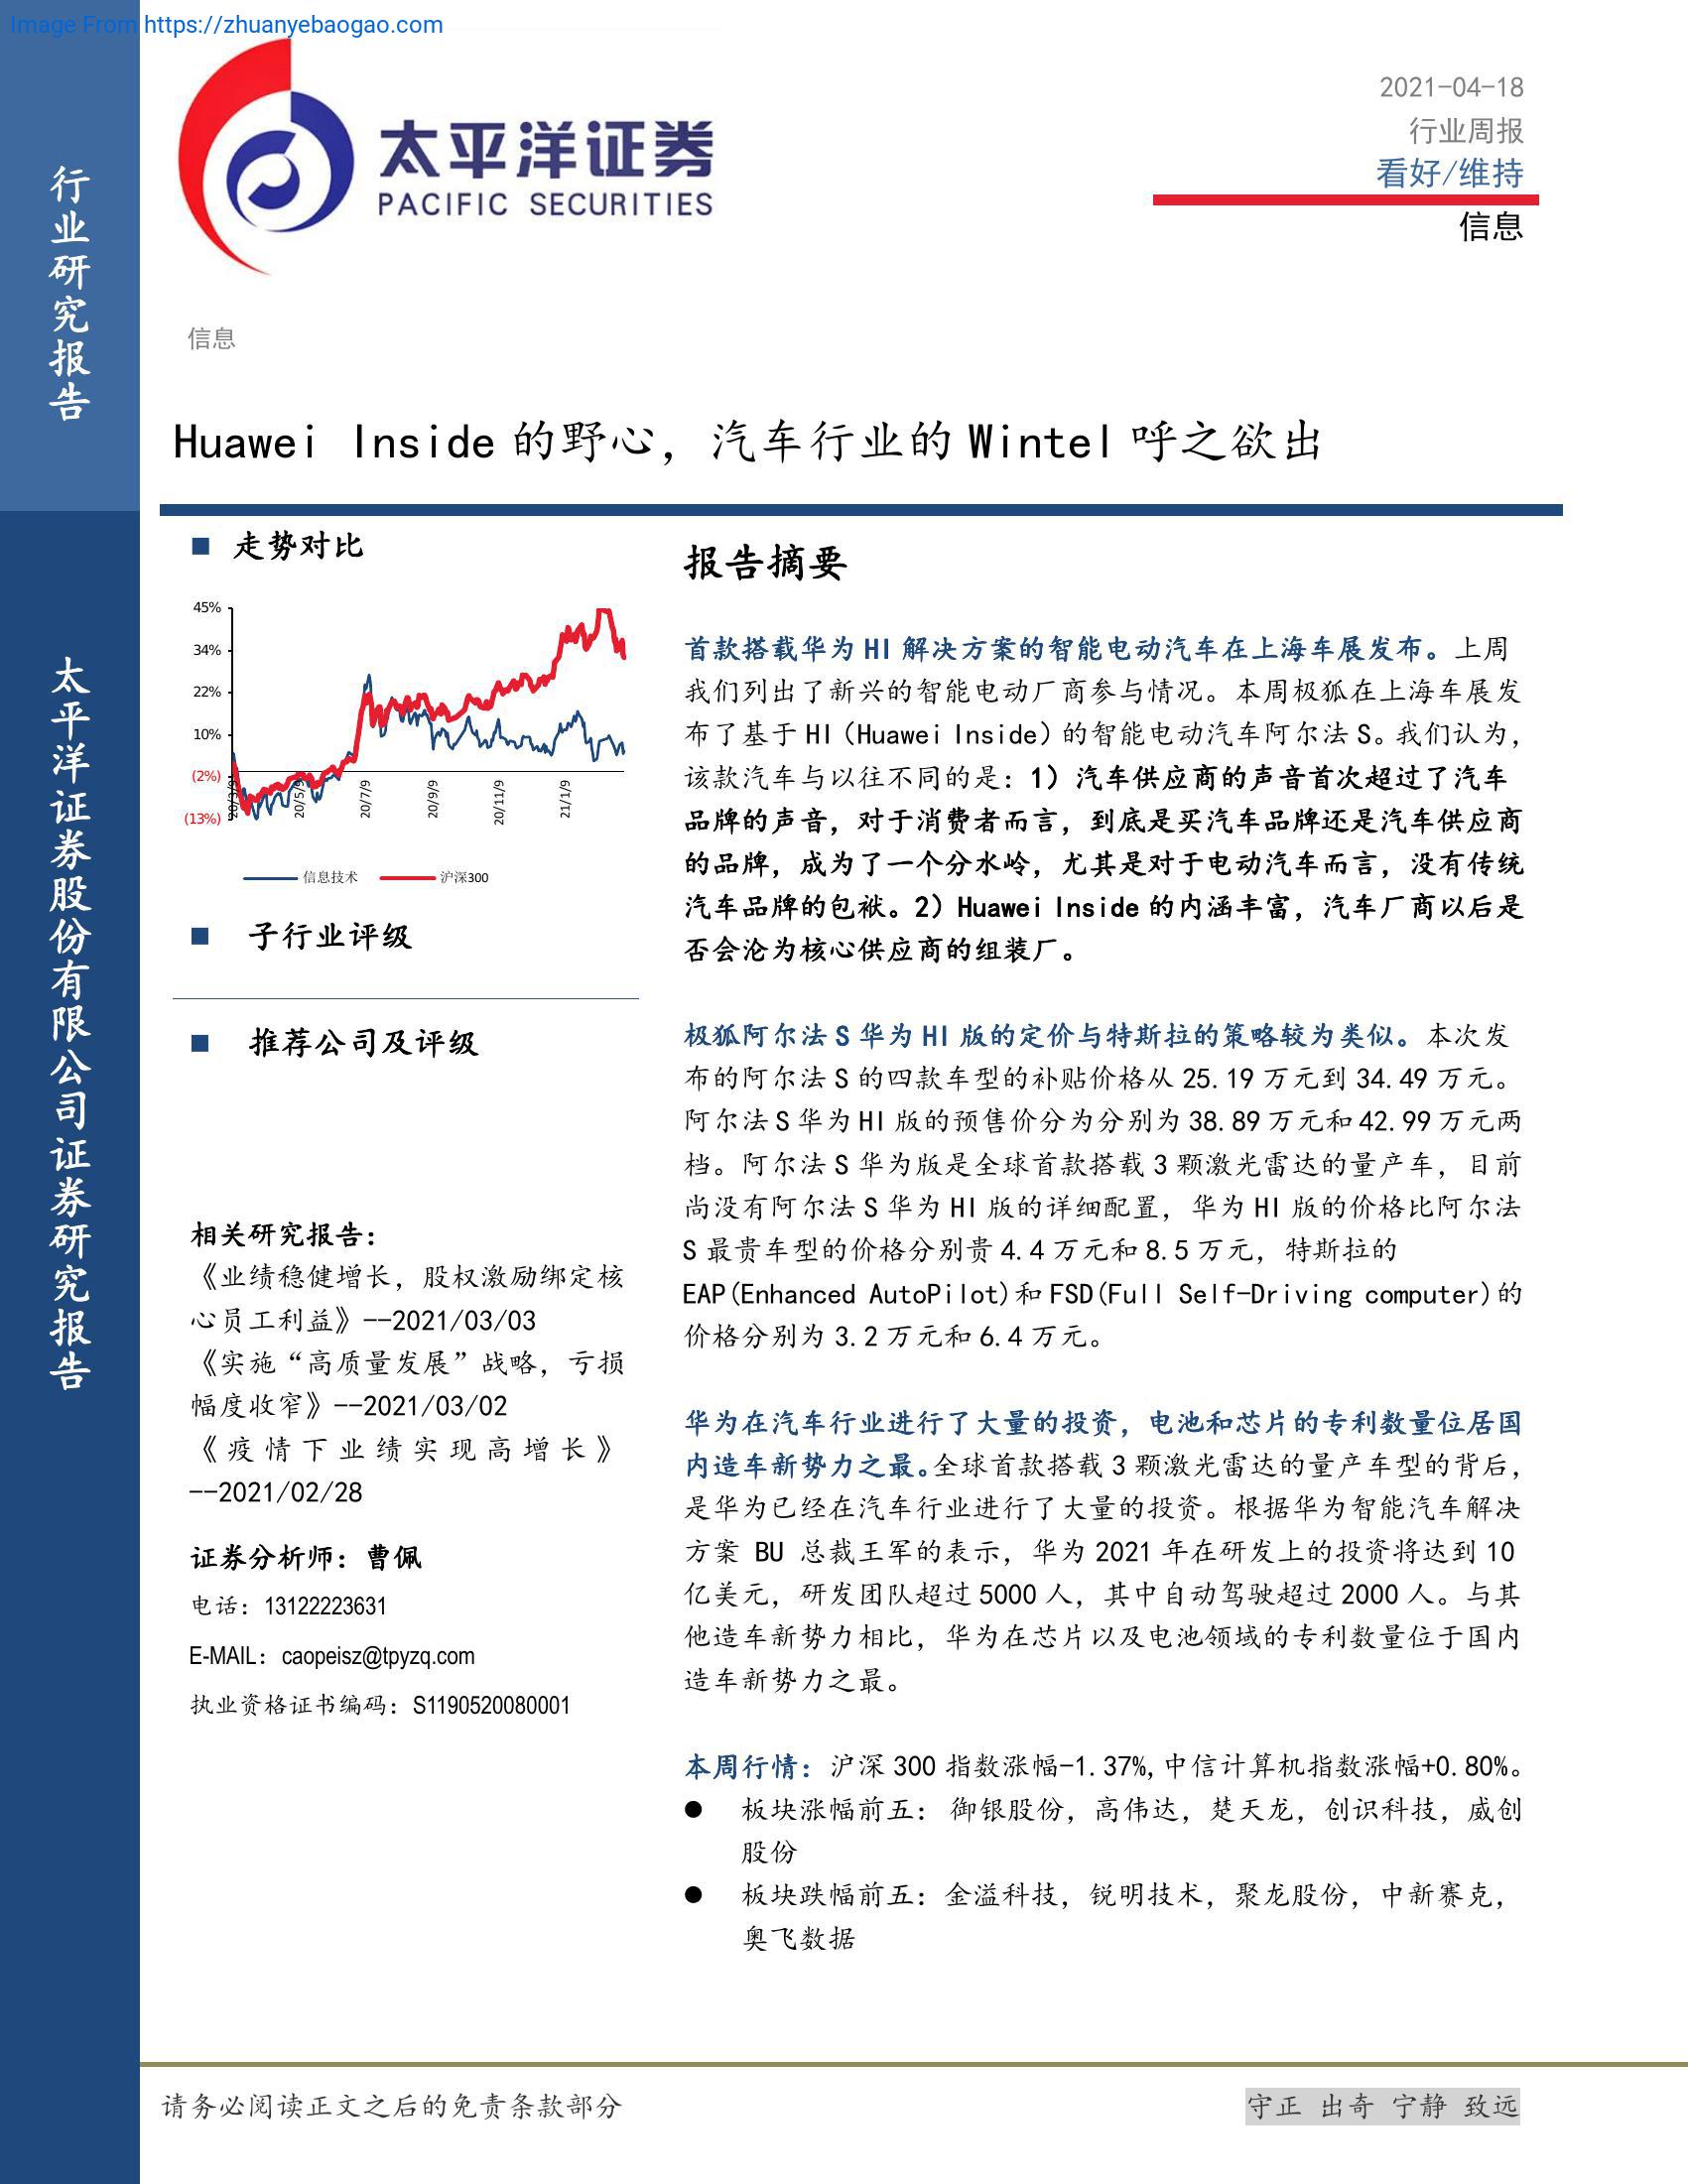 Image From https://zhuanyebaogao.com
行业研究报告
太平洋证券股份有限公司证券研究报告
太平洋证券
PACIFIC SECURITIES
2021-04-18
行业周报
看好/维持
信息
信息
Huawei Inside 的野心，汽车行业的 Wintel 呼之欲出
走势对比
45%
34%
22%
10%
(2%)
(13%)
20/3/9
20/5/9
20/7/9
20/9/9
20/11/9
21/1/9
信息技术
沪深300
子行业评级
推荐公司及评级
相关研究报告：
《业绩稳健增长，股权激励绑定核
心员工利益》--2021/03/03
《实施“高质量发展”战略，亏损
幅度收窄》--2021/03/02
《疫情下业绩实现高增长》
--2021/02/28
证券分析师：曹佩
电话：13122223631
E-MAIL：caopeisz@tpyzq.com
执业资格证书编码：S1190520080001
报告摘要
首款搭载华为 HI 解决方案的智能电动汽车在上海车展发布。上周
我们列出了新兴的智能电动厂商参与情况。本周极狐在上海车展发
布了基于 HI（Huawei Inside）的智能电动汽车阿尔法 S。我们认为，
该款汽车与以往不同的是：1）汽车供应商的声音首次超过了汽车
品牌的声音，对于消费者而言，到底是买汽车品牌还是汽车供应商
的品牌，成为了一个分水岭，尤其是对于电动汽车而言，没有传统
汽车品牌的包袱。2）Huawei Inside 的内涵丰富，汽车厂商以后是
否会沦为核心供应商的组装厂。
极狐阿尔法 S 华为 HI 版的定价与特斯拉的策略较为类似。本次发
布的阿尔法 S 的四款车型的补贴价格从 25.19 万元到 34.49 万元。
阿尔法 S 华为 HI 版的预售价分为分别为 38.89 万元和 42.99 万元两
档。阿尔法 S 华为版是全球首款搭载 3 颗激光雷达的量产车，目前
尚没有阿尔法 S 华为 HI 版的详细配置，华为 HI 版的价格比阿尔法
S 最贵车型的价格分别贵 4.4 万元和 8.5 万元，特斯拉的
EAP(Enhanced AutoPilot)和 FSD(Full Self-Driving computer)的
价格分别为 3.2 万元和 6.4 万元。
华为在汽车行业进行了大量的投资，电池和芯片的专利数量位居国
内造车新势力之最。全球首款搭载 3 颗激光雷达的量产车型的背后，
是华为已经在汽车行业进行了大量的投资。根据华为智能汽车解决
方案 BU 总裁王军的表示，华为 2021 年在研发上的投资将达到 10
亿美元，研发团队超过 5000 人，其中自动驾驶超过 2000 人。与其
他造车新势力相比，华为在芯片以及电池领域的专利数量位于国内
造车新势力之最。
本周行情：沪深 300 指数涨幅-1.37%,中信计算机指数涨幅+0.80%。
● 板块涨幅前五： 御银股份，高伟达，楚天龙，创识科技，威创
股份
● 板块跌幅前五：金溢科技，锐明技术，聚龙股份，中新赛克，
奥飞数据
请务必阅读正文之后的免责条款部分
守正 出奇 宁静 致远